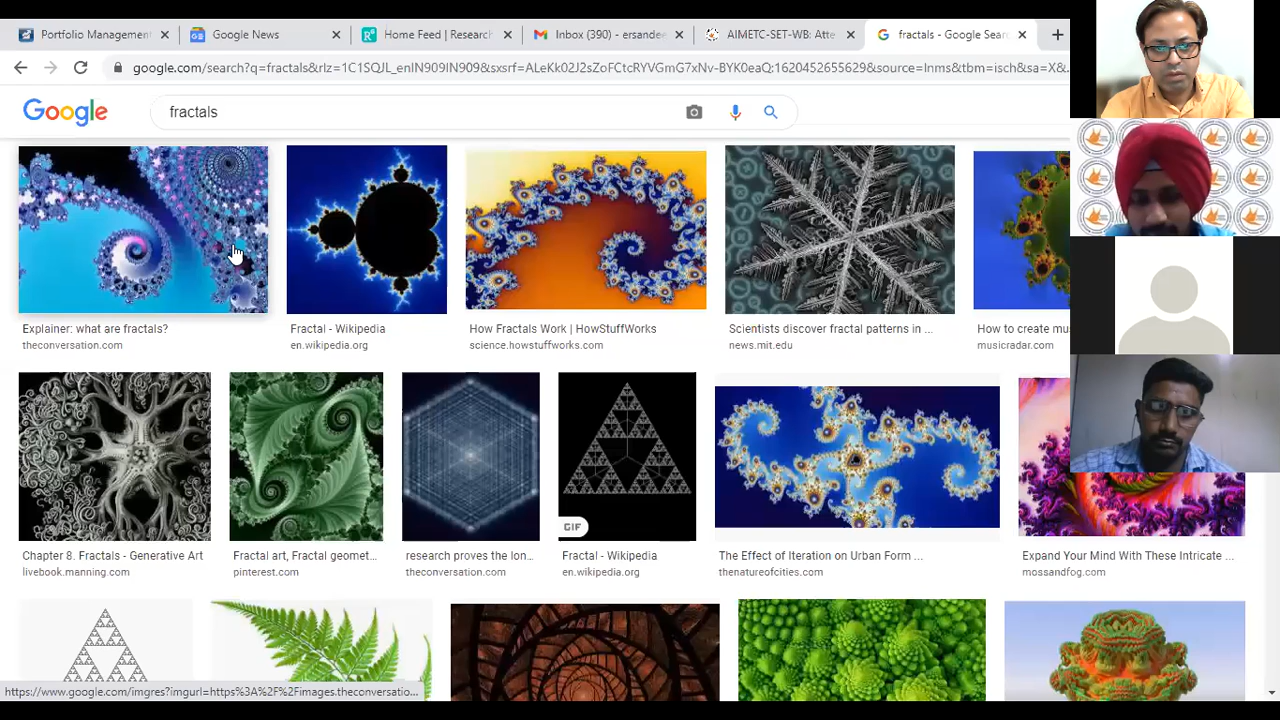 Portfolio Management
Google News
Home Feed | Research
Inbox (390) - ersandee
AIMETC-SET-WB: Atte
fractals - Google Sear
google.com/search?q=fractals&rlz=1C1SQJL_enIN909IN909&sxsrf=ALeKk02J2sZoFCtcRYVGmG7xNv-BYK0eaQ:1620452655629&source=lnms&tbm=isch&sa=X&...
Google
fractals
Explainer: what are fractals?
theconversation.com
Fractal - Wikipedia
en.wikipedia.org
How Fractals Work | HowStuffWorks
science.howstuffworks.com
Scientists discover fractal patterns in ...
news.mit.edu
How to create mu
musicradar.com
GIF
Chapter 8. Fractals - Generative Art
livebook.manning.com
Fractal art, Fractal geomet...
pinterest.com
research proves the lon...
theconversation.com
Fractal - Wikipedia
en.wikipedia.org
The Effect of Iteration on Urban Form ...
thenatureofcities.com
Expand Your Mind With These Intricate ...
mossandfog.com
https://www.google.com/imgres?imgurl=https%3A%2F%2Fimages.theconversatio...